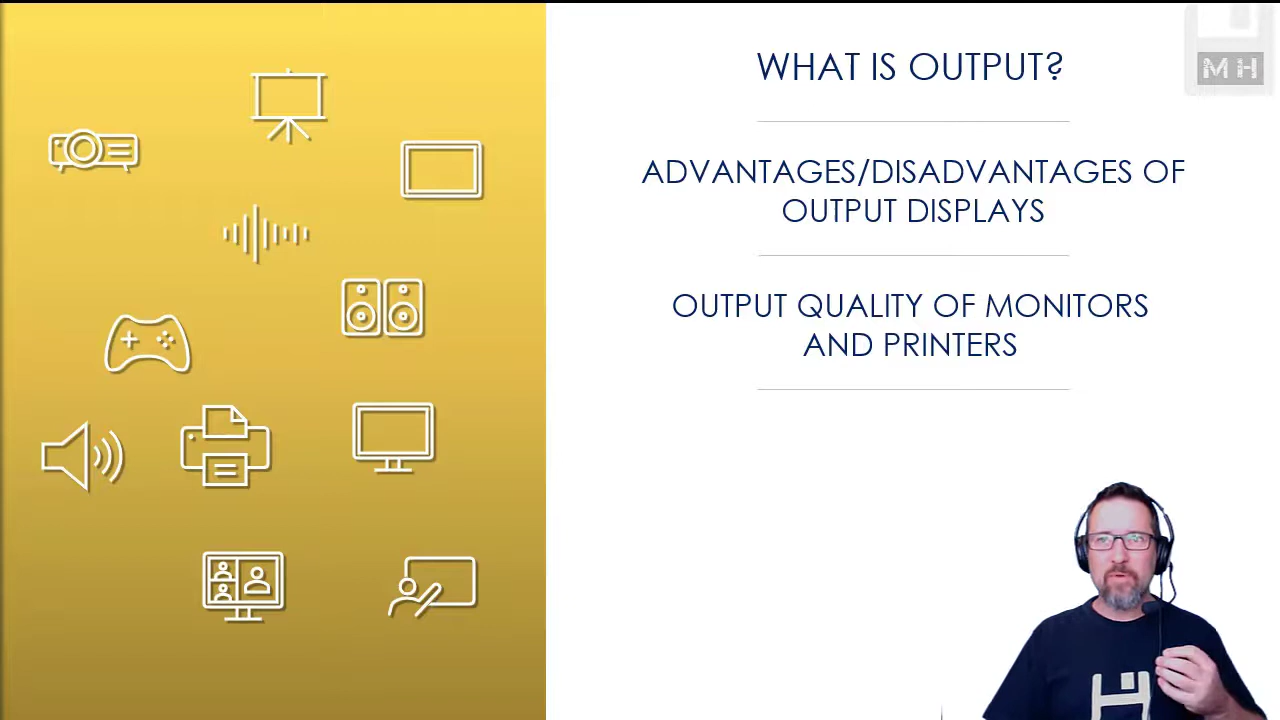 WHAT IS OUTPUT?
MH
ADVANTAGES/DISADVANTAGES OF
OUTPUT DISPLAYS
OUTPUT QUALITY OF MONITORS
AND PRINTERS